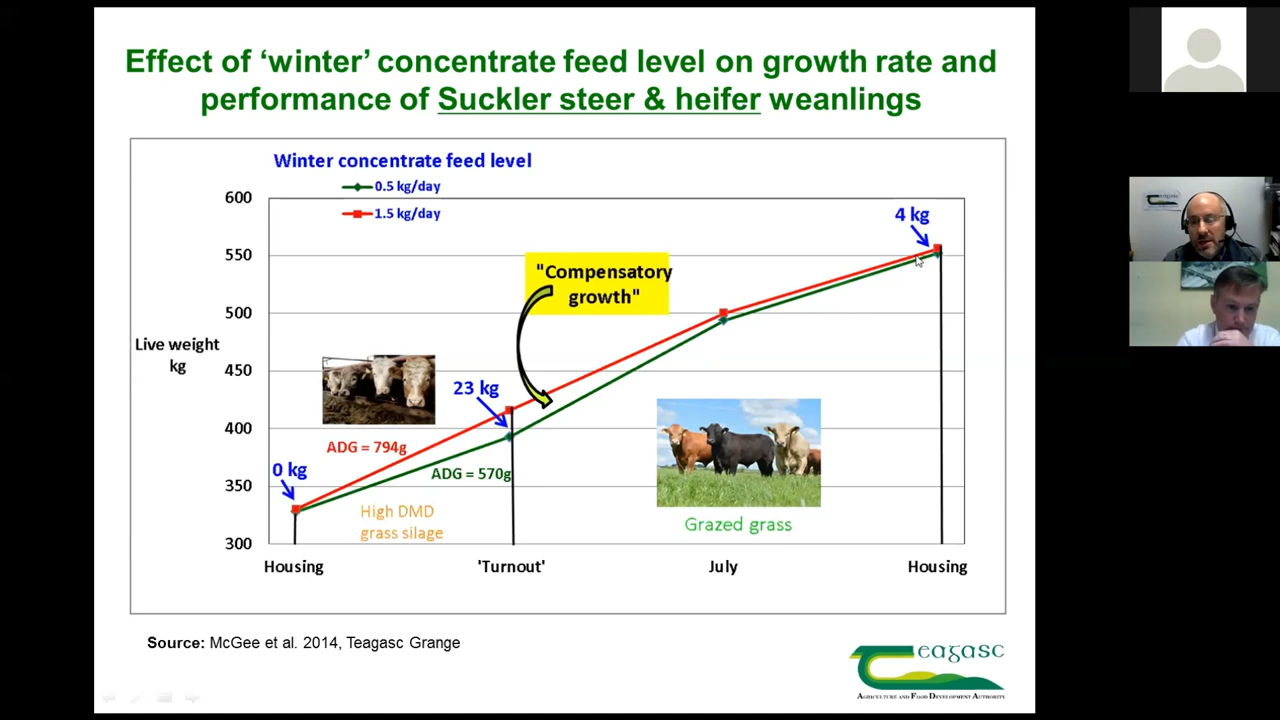 Effect of ‘winter’ concentrate feed level on growth rate and
performance of Suckler steer & heifer weanlings
Winter concentrate feed level
0.5 kg/day
1.5 kg/day
600
550
500
450
400
350
300
Live weight
kg
4 kg
"Compensatory
growth"
23 kg
ADG = 794g
0 kg
ADG = 570g
High DMD
grass silage
Grazed grass
Housing
'Turnout'
July
Housing
Source: McGee et al. 2014, Teagasc Grange
eagasc
AGRICULTURE AND FOOD DEVELOPMENT AUTHORITY